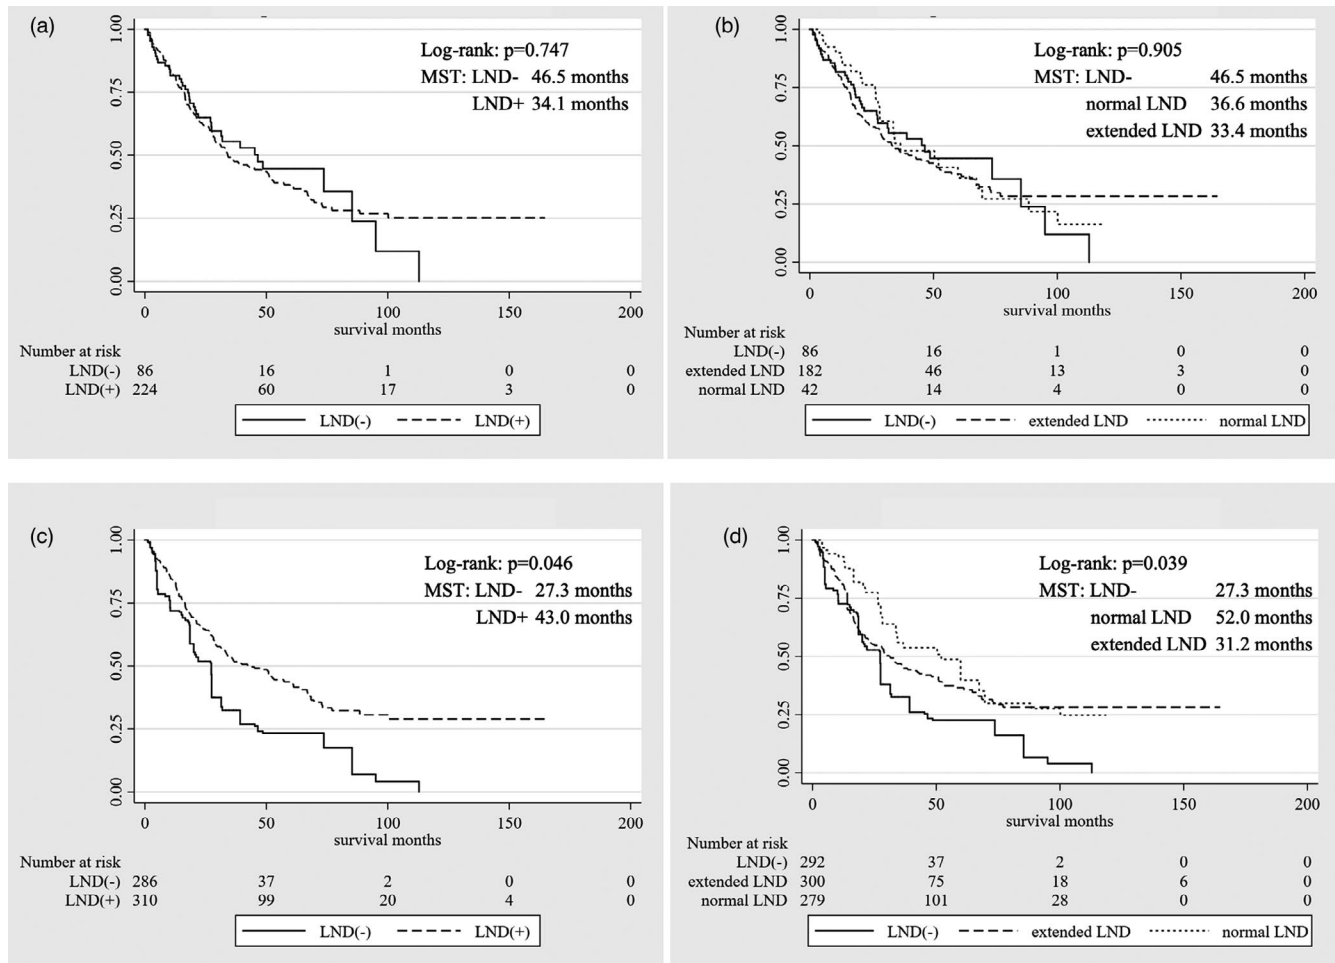 (a)
Log-rank: p=0.747
MST: LND- 46.5 months
LND+ 34.1 months
1.00
0.75
0.50
0.25
0.00
0 50 100 150 200
survival months
Number at risk
LND(-) 86 16 1 0 0
LND(+) 224 60 17 3 0
LND(-) LND(+)
(b)
Log-rank: p=0.905
MST: LND- 46.5 months
normal LND 36.6 months
extended LND 33.4 months
1.00
0.75
0.50
0.25
0.00
0 50 100 150 200
survival months
Number at risk
LND(-) 86 16 1 0 0
extended LND 182 46 13 3 0
normal LND 42 14 4 0 0
LND(-) extended LND normal LND
(c)
Log-rank: p=0.046
MST: LND- 27.3 months
LND+ 43.0 months
1.00
0.75
0.50
0.25
0.00
0 50 100 150 200
survival months
Number at risk
LND(-) 286 37 2 0 0
LND(+) 310 99 20 4 0
LND(-) LND(+)
(d)
Log-rank: p=0.039
MST: LND- 27.3 months
normal LND 52.0 months
extended LND 31.2 months
1.00
0.75
0.50
0.25
0.00
0 50 100 150 200
survival months
Number at risk
LND(-) 292 37 2 0 0
extended LND 300 75 18 6 0
normal LND 279 101 28 0 0
LND(-) extended LND normal LND